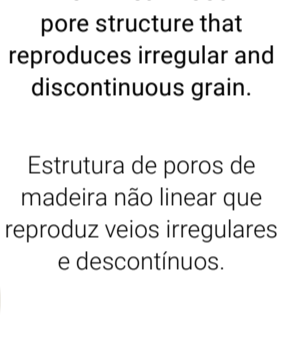 pore structure that
reproduces irregular and
discontinuous grain.
Estrutura de poros de
madeira não linear que
reproduz veios irregulares
e descontínuos.